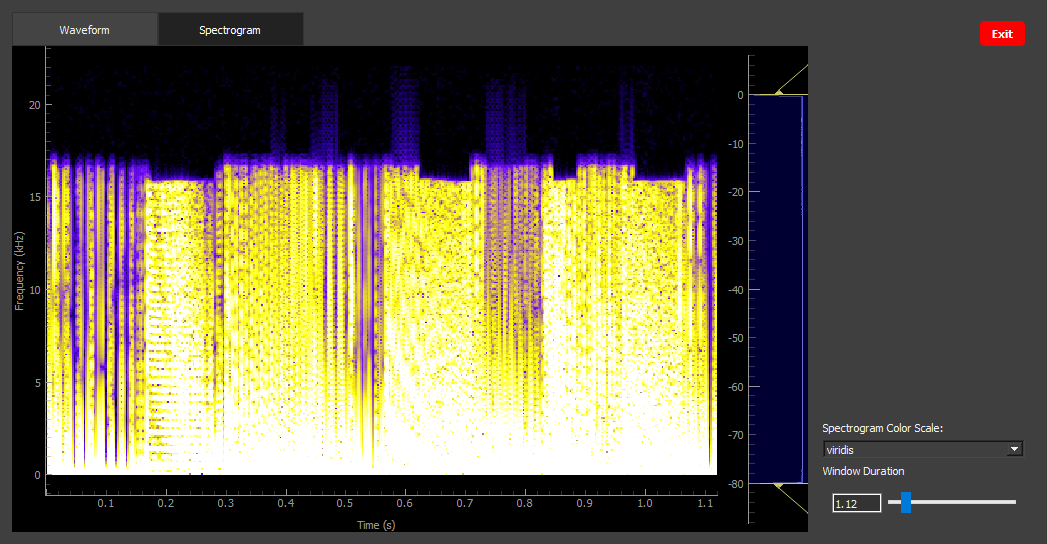 Waveform
Spectrogram
Exit
Frequency (kHz)
20
15
10
5
0
0.1 0.2 0.3 0.4 0.5 0.6 0.7 0.8 0.9 1.0 1.1
Time (s)
0
-10
-20
-30
-40
-50
-60
-70
-80
Spectrogram Color Scale:
viridis
Window Duration
1.12